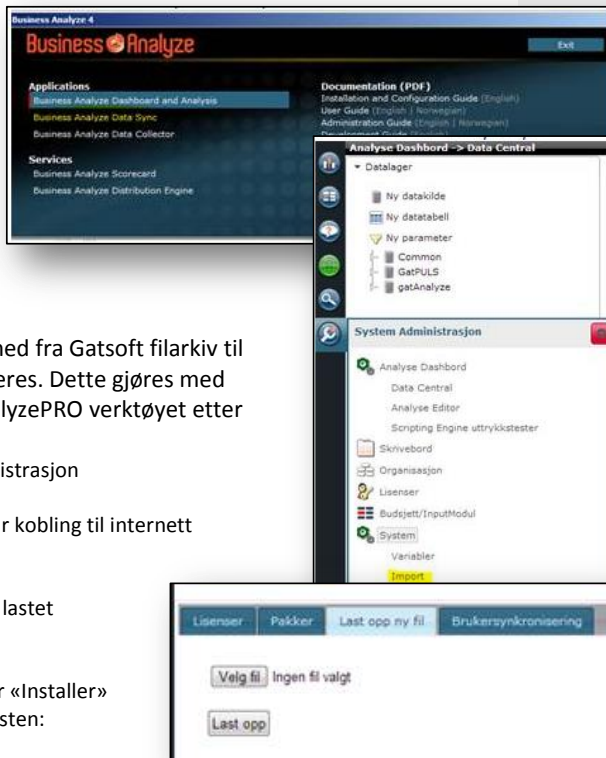 Business Analyze 4
Business Analyze
Exit
Applications
Business Analyze Dashboard and Analysis
Business Analyze Data Sync
Business Analyze Data Collector
Services
Business Analyze Scorecard
Business Analyze Distribution Engine
Documentation (PDF)
Installation and Configuration Guide (English)
User Guide (English | Norwegian)
Administration Guide (English | Norwegian)
Analyse Dashbord -> Data Central
Datalager
Ny datakilde
Ny datatabell
Ny parameter
Common
GatPULS
gatAnalyze
System Administrasjon
Analyse Dashbord
Data Central
Analyse Editor
Scripting Engine uttrykkstester
Skrivebord
Organisasjon
Lisenser
Budsjett/InputModul
System
Variabler
Import
ned fra Gatsoft filarkiv til
eres. Dette gjøres med
lyzePRO verktøyet etter
istrasjon
r kobling til internett
lastet
r «Installer»
sten:
Lisenser
Pakker
Last opp ny fil
Brukersynkronisering
Velg fil Ingen fil valgt
Last opp